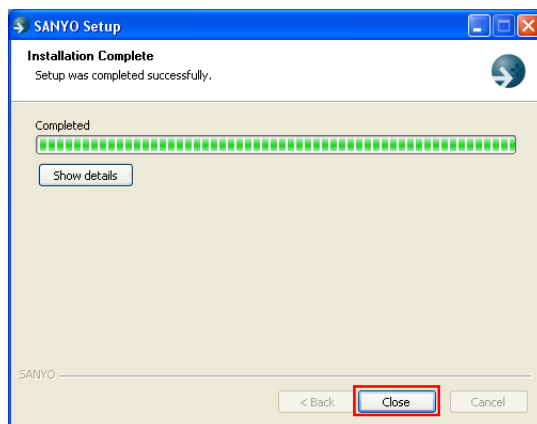 SANYO Setup
Installation Complete
Setup was completed successfully.
Completed
Show details
SANYO
< Back
Close
Cancel